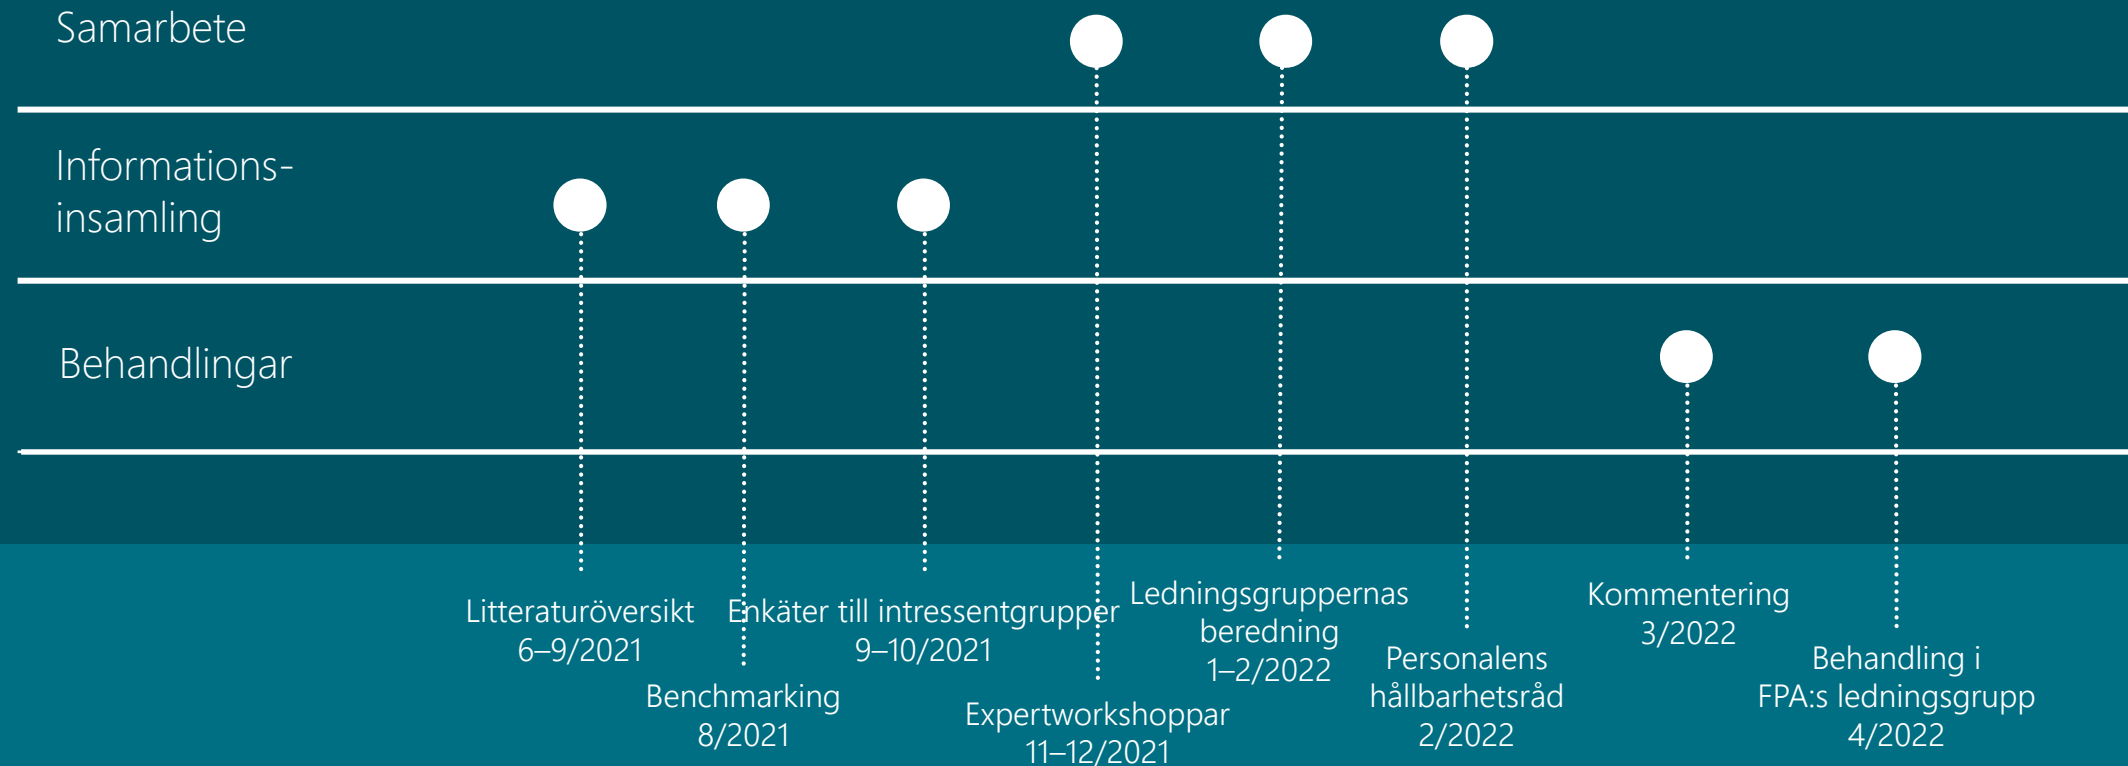 Samarbete
Informations-
insamling
Behandlingar
Litteraturöversikt
6–9/2021
Benchmarking
8/2021
Enkäter till intressentgrupper
9–10/2021
Expertworkshoppar
11–12/2021
Ledningsgruppernas
beredning
1–2/2022
Personalens
hållbarhetsråd
2/2022
Kommentering
3/2022
Behandling i
FPA:s ledningsgrupp
4/2022